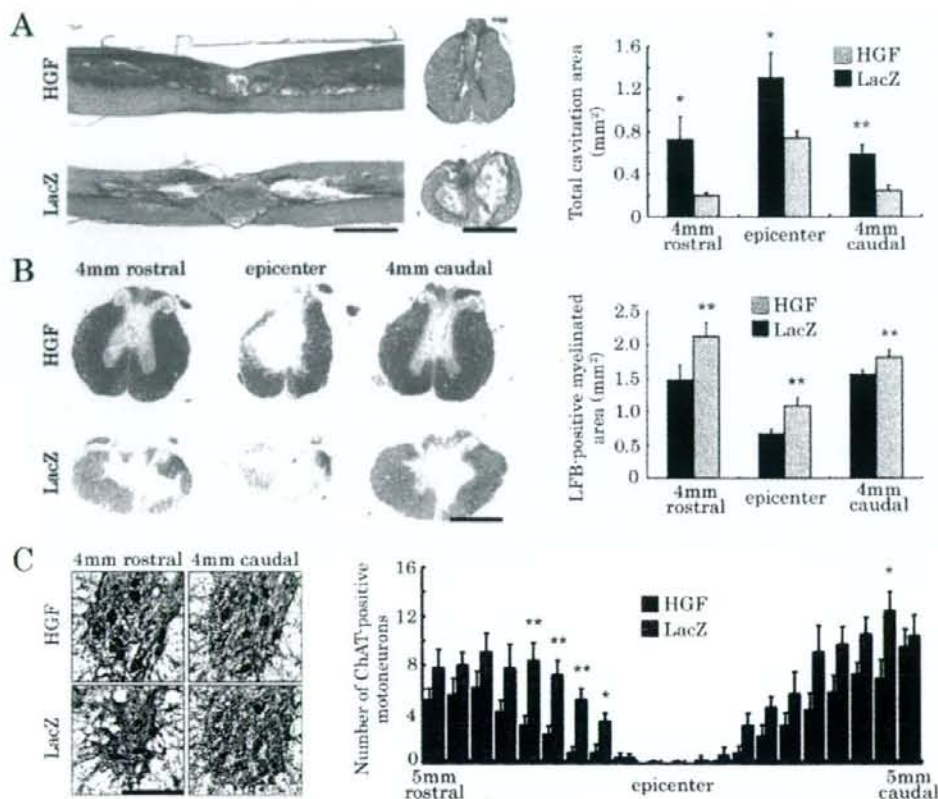 A
HGF
LacZ
Total cavitation area
(mm²)
1.6
1.2
0.8
0.4
0
*
*
**
HGF
LacZ
4mm
rostral
epicenter
4mm
caudal
B
4mm rostral
epicenter
4mm caudal
HGF
LacZ
LFB-positive myelinated
area (mm²)
2.5
2.0
1.5
1.0
0.5
0
**
**
**
HGF
LacZ
4mm
rostral
epicenter
4mm
caudal
C
4mm rostral
4mm caudal
HGF
LacZ
Number of ChAT-positive
motoneurons
16
12
8
4
0
**
**
**
*
*
HGF
LacZ
5mm
rostral
epicenter
5mm
caudal